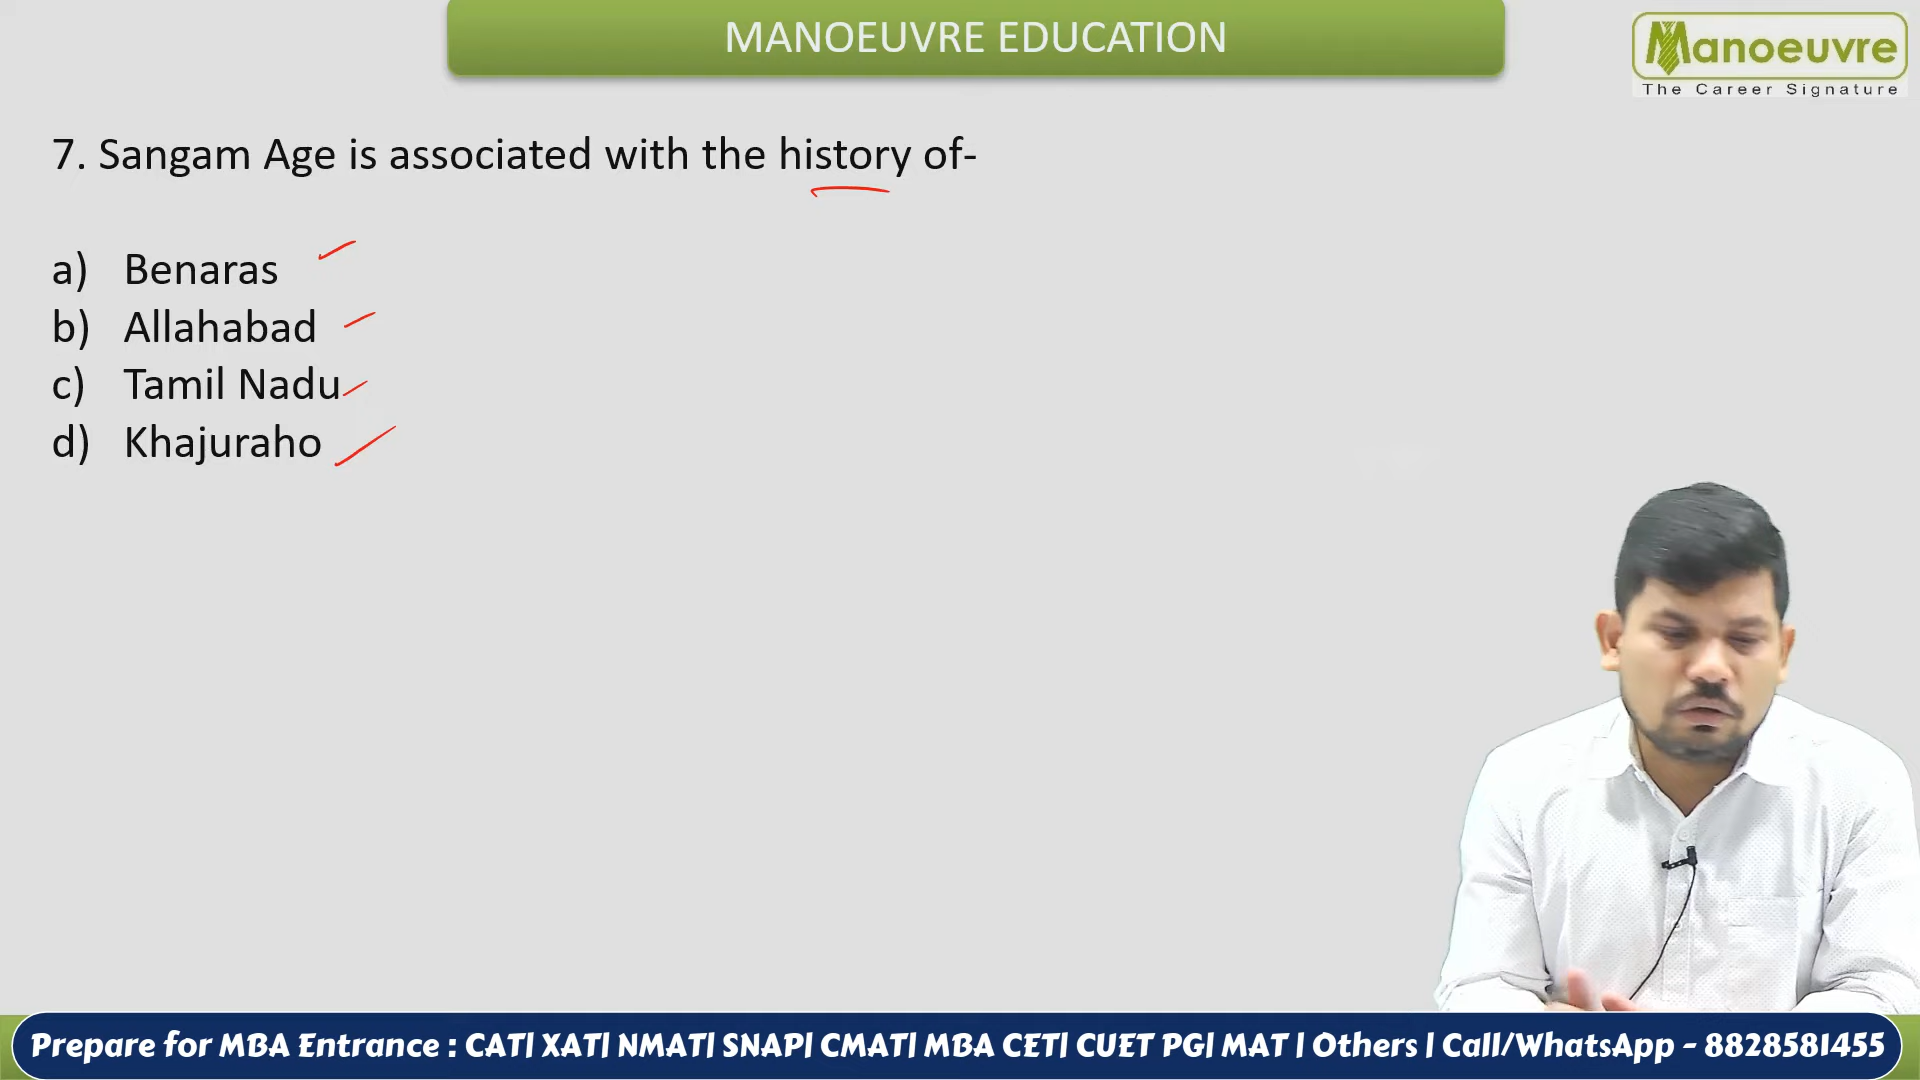 MANOEUVRE EDUCATION
Manoeuvre
The Career Signature
7. Sangam Age is associated with the history of-
a) Benaras
b) Allahabad
c) Tamil Nadu
d) Khajuraho
Prepare for MBA Entrance : CAT| XAT| NMAT| SNAP| CMAT| MBA CET| CUET PG| MAT | Others | Call/WhatsApp - 8828581455